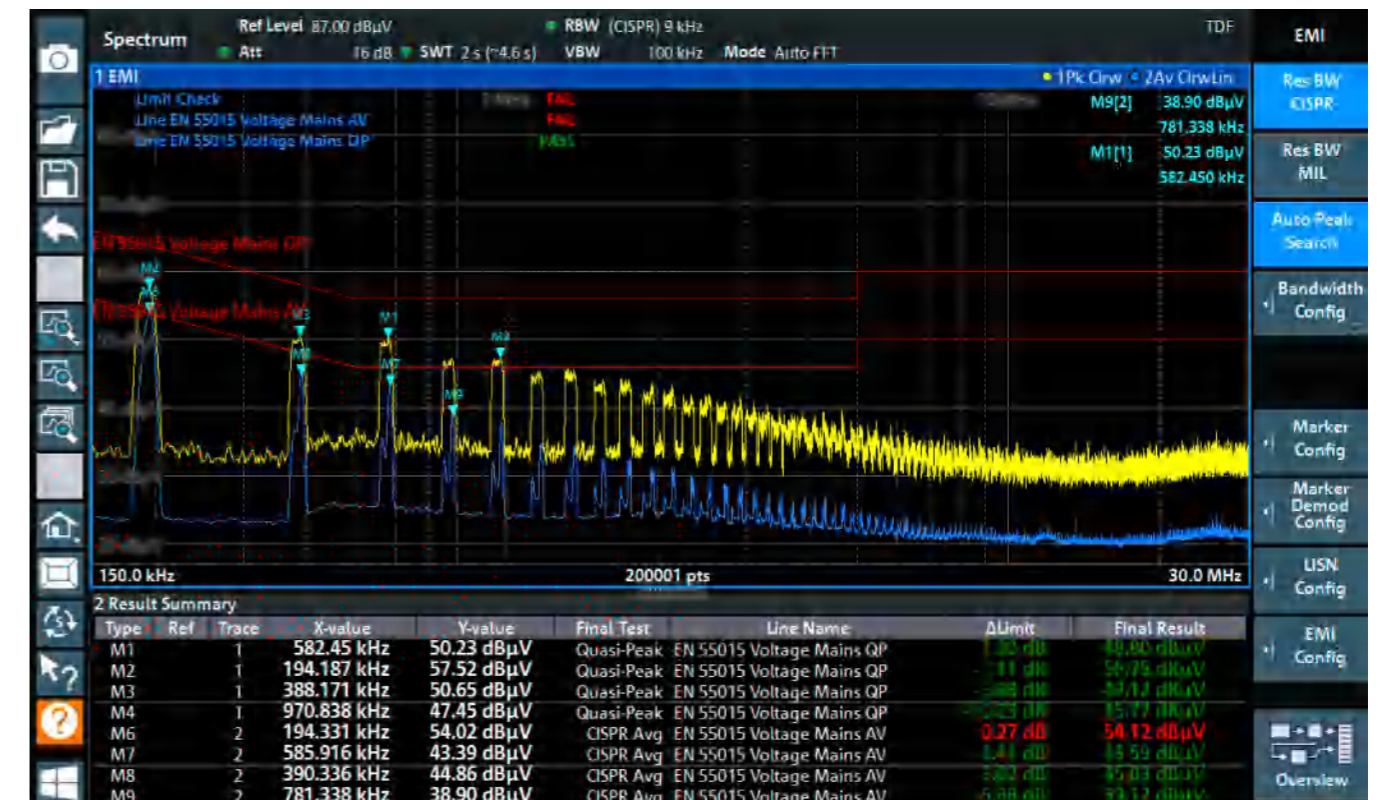 Spectrum
Ref Level 87.00 dBµV
RBW (CISPR) 9 kHz
TDF
Att 16 dB SWT 2 s (~4.6 s) VBW 100 kHz Mode Auto FFT
1 EMI
1Pk Clrw 2Av ClrwLin
Limit Check FAIL
Line EN 55015 Voltage Mains AV FAIL
Line EN 55015 Voltage Mains QP PASS
M9[2] 38.90 dBµV
781.338 kHz
M1[1] 50.23 dBµV
582.450 kHz
EN 55015 Voltage Mains QP
M2
EN 55015 Voltage Mains AV
M3
M1
M7
M9
150.0 kHz 200001 pts 30.0 MHz
2 Result Summary
Type Ref Trace X-value Y-value Final Test Line Name ΔLimit Final Result
M1 1 582.45 kHz 50.23 dBµV Quasi-Peak EN 55015 Voltage Mains QP
M2 1 194.187 kHz 57.52 dBµV Quasi-Peak EN 55015 Voltage Mains QP
M3 1 388.171 kHz 50.65 dBµV Quasi-Peak EN 55015 Voltage Mains QP
M4 1 970.838 kHz 47.45 dBµV Quasi-Peak EN 55015 Voltage Mains QP
M6 2 194.331 kHz 54.02 dBµV CISPR Avg EN 55015 Voltage Mains AV 0.27 dB 54.12 dBµV
M7 2 585.916 kHz 43.39 dBµV CISPR Avg EN 55015 Voltage Mains AV
M8 2 390.336 kHz 44.86 dBµV CISPR Avg EN 55015 Voltage Mains AV
M9 2 781.338 kHz 38.90 dBµV CISPR Avg EN 55015 Voltage Mains AV
EMI
Res BW
CISPR
Res BW
MIL
Auto Peak
Search
Bandwidth
Config
Marker
Config
Marker
Demod
Config
LISN
Config
EMI
Config
Overview